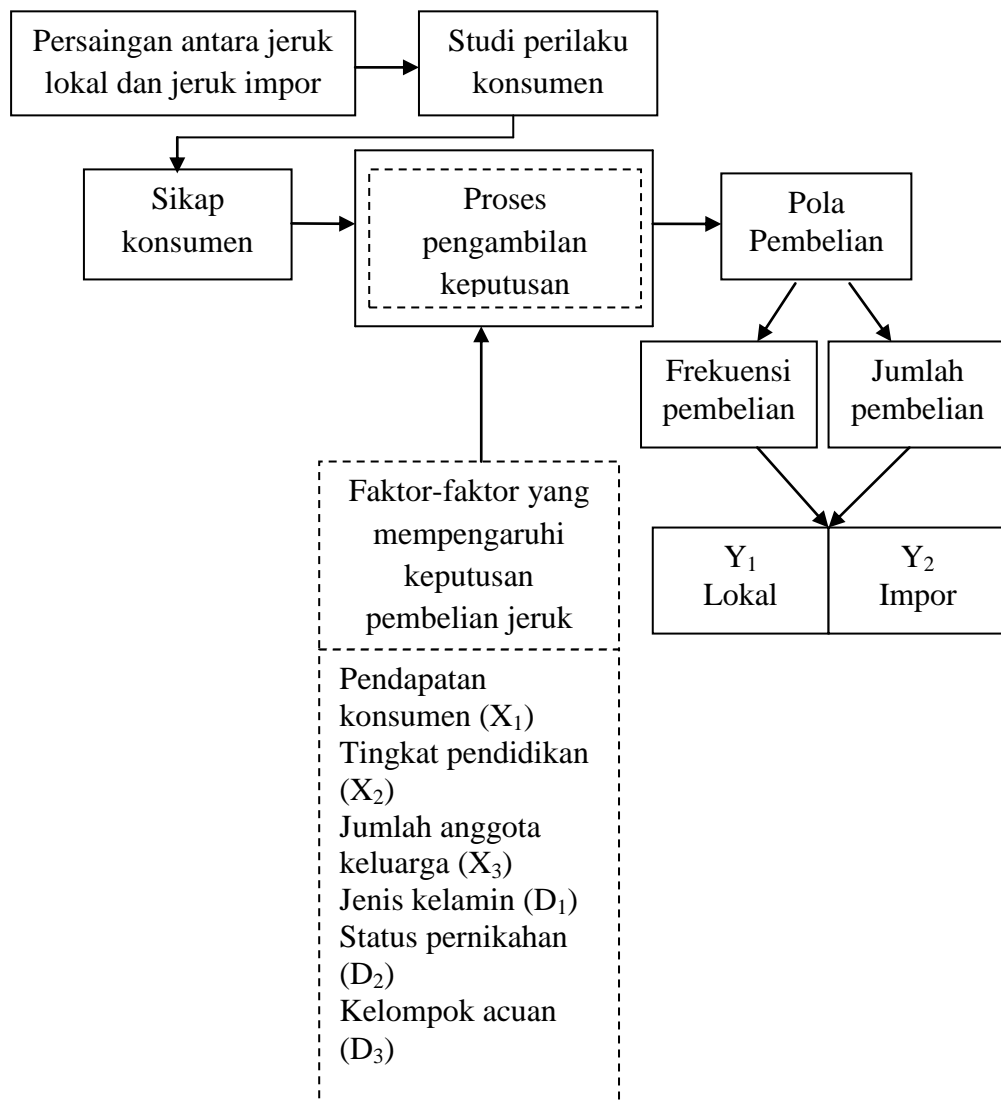 Persaingan antara jeruk
lokal dan jeruk impor
Studi perilaku
konsumen
Sikap
konsumen
Proses
pengambilan
keputusan
Pola
Pembelian
Frekuensi
pembelian
Jumlah
pembelian
Faktor-faktor yang
mempengaruhi
keputusan
pembelian jeruk
Y₁
Lokal
Y₂
Impor
Pendapatan
konsumen (X₁)
Tingkat pendidikan
(X₂)
Jumlah anggota
keluarga (X₃)
Jenis kelamin (D₁)
Status pernikahan
(D₂)
Kelompok acuan
(D₃)